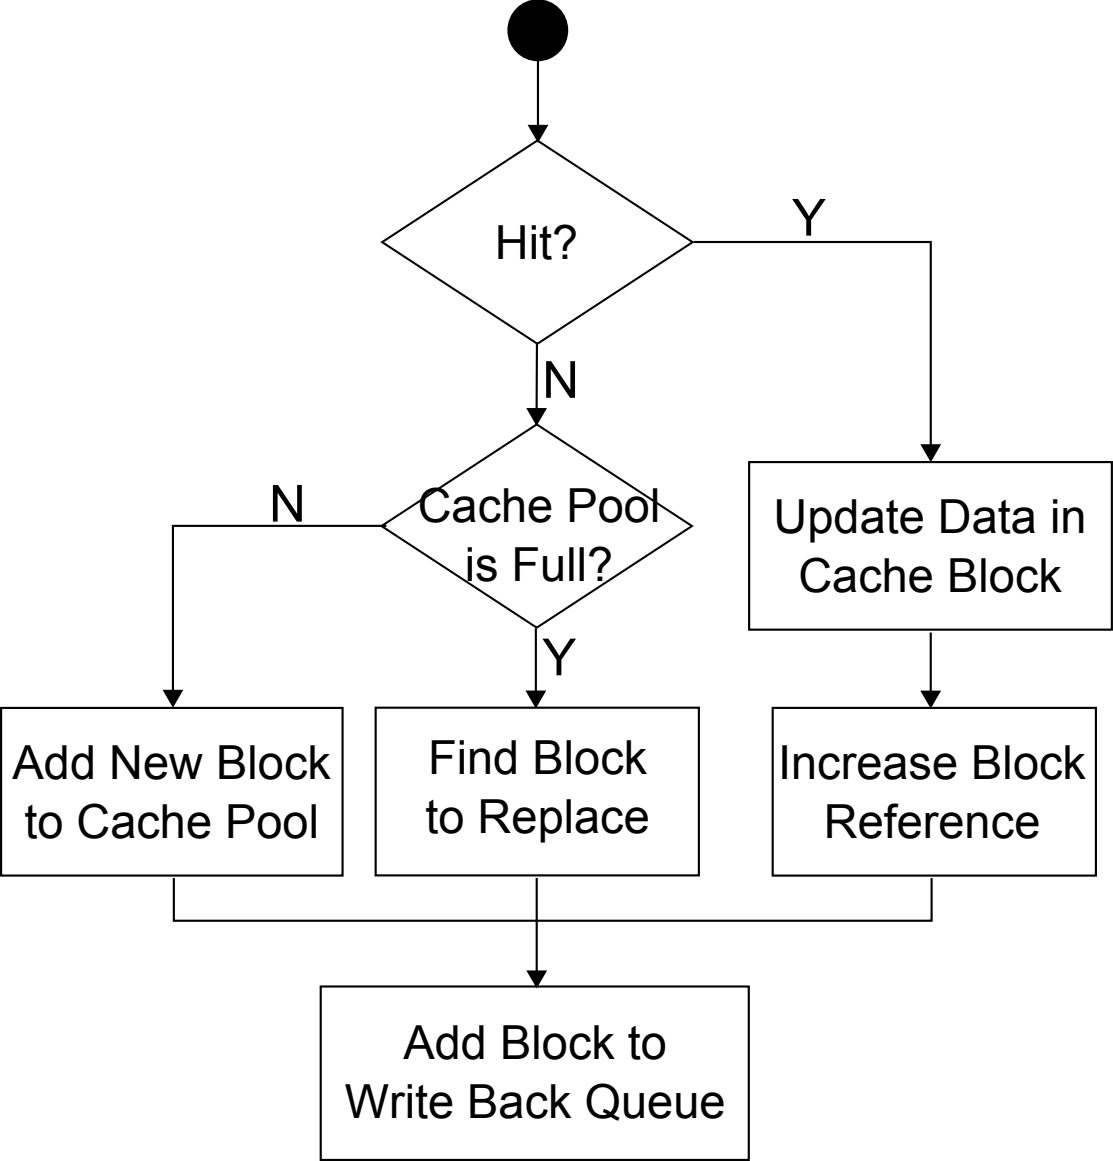 Hit?
Y
N
Cache Pool
is Full?
N
Y
Update Data in
Cache Block
Add New Block
to Cache Pool
Find Block
to Replace
Increase Block
Reference
Add Block to
Write Back Queue